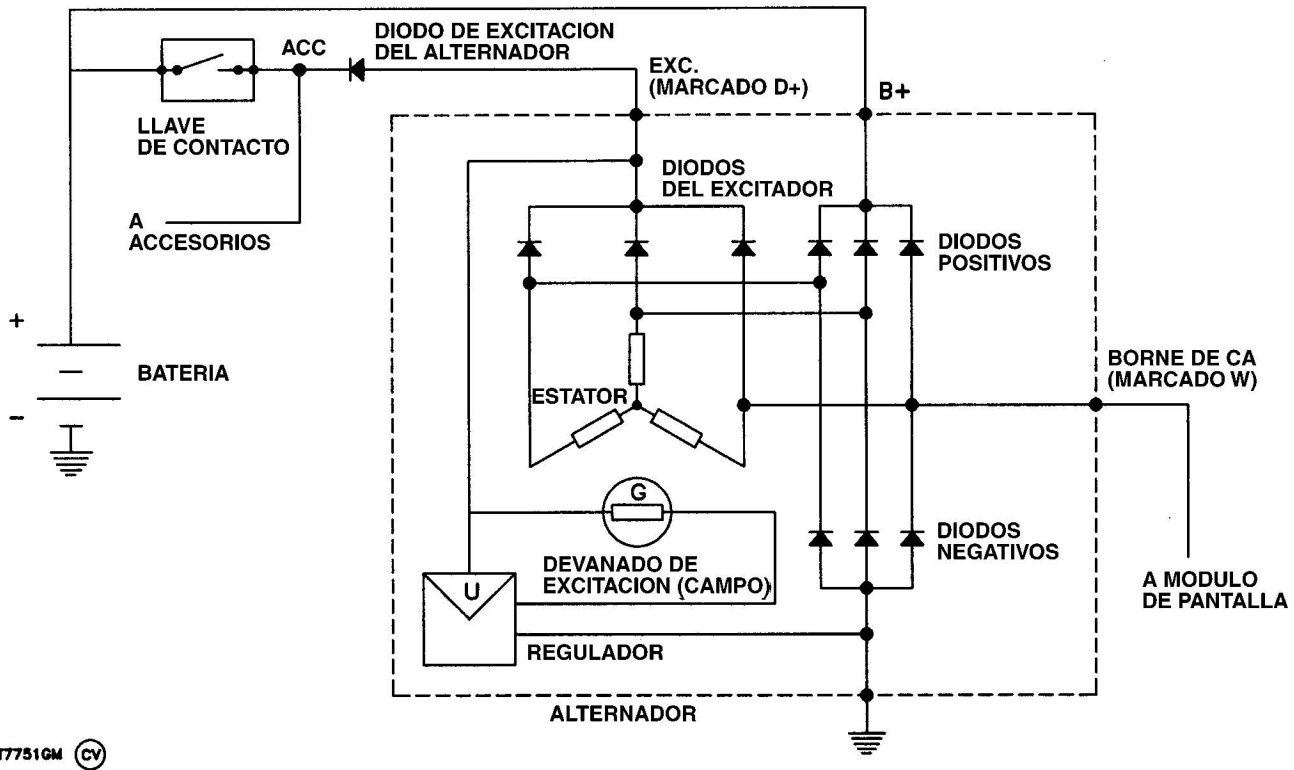 DIODO DE EXCITACION
DEL ALTERNADOR
ACC
EXC.
(MARCADO D+)
B+
LLAVE
DE CONTACTO
DIODOS
DEL EXCITADOR
A
ACCESORIOS
DIODOS
POSITIVOS
+
BATERIA
-
BORNE DE CA
(MARCADO W)
ESTATOR
G
DEVANADO DE
EXCITACION (CAMPO)
DIODOS
NEGATIVOS
A MODULO
DE PANTALLA
U
REGULADOR
ALTERNADOR
T7751GM CV